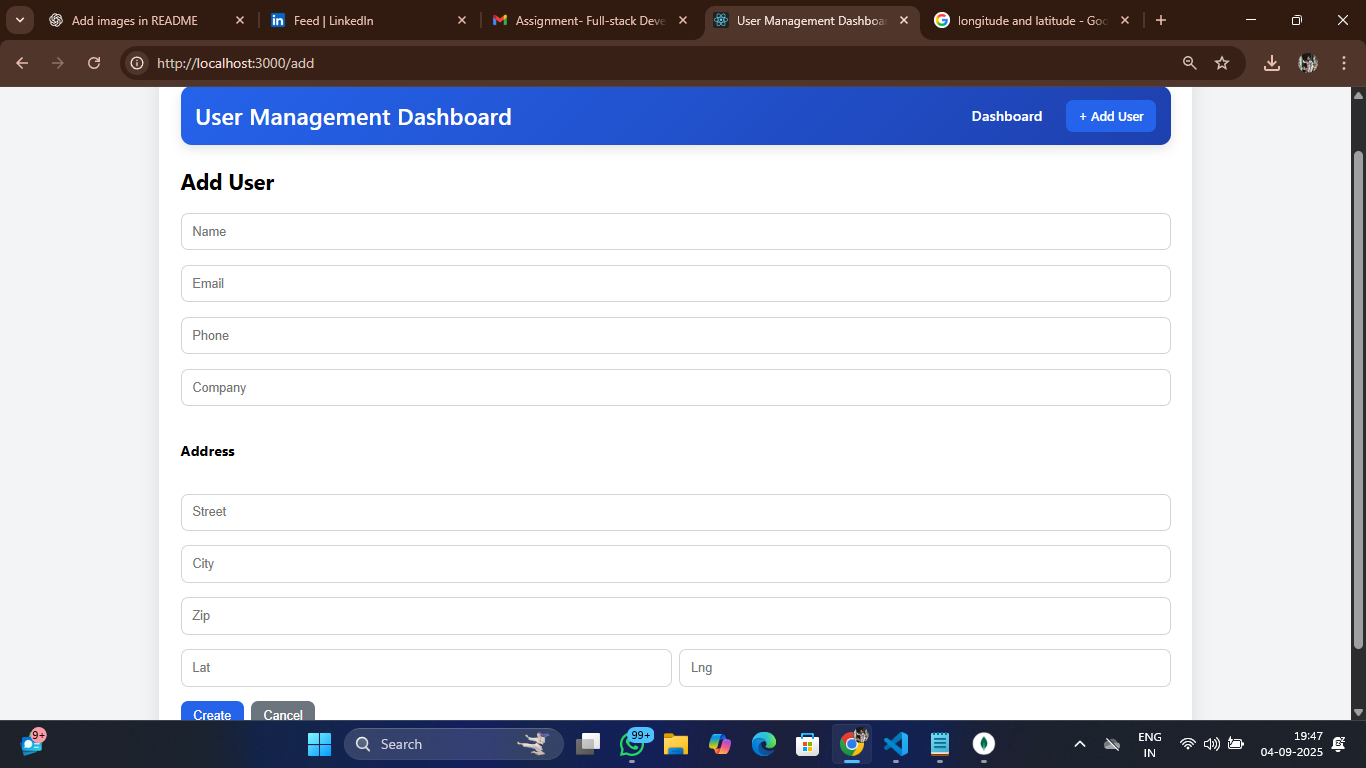 Add images in README
Feed | LinkedIn
Assignment- Full-stack Deve
User Management Dashboa
longitude and latitude - Goo
http://localhost:3000/add
User Management Dashboard
Dashboard
+ Add User
Add User
Name
Email
Phone
Company
Address
Street
City
Zip
Lat
Lng
Create
Cancel
9+
Search
99+
ENG
IN
19:47
04-09-2025